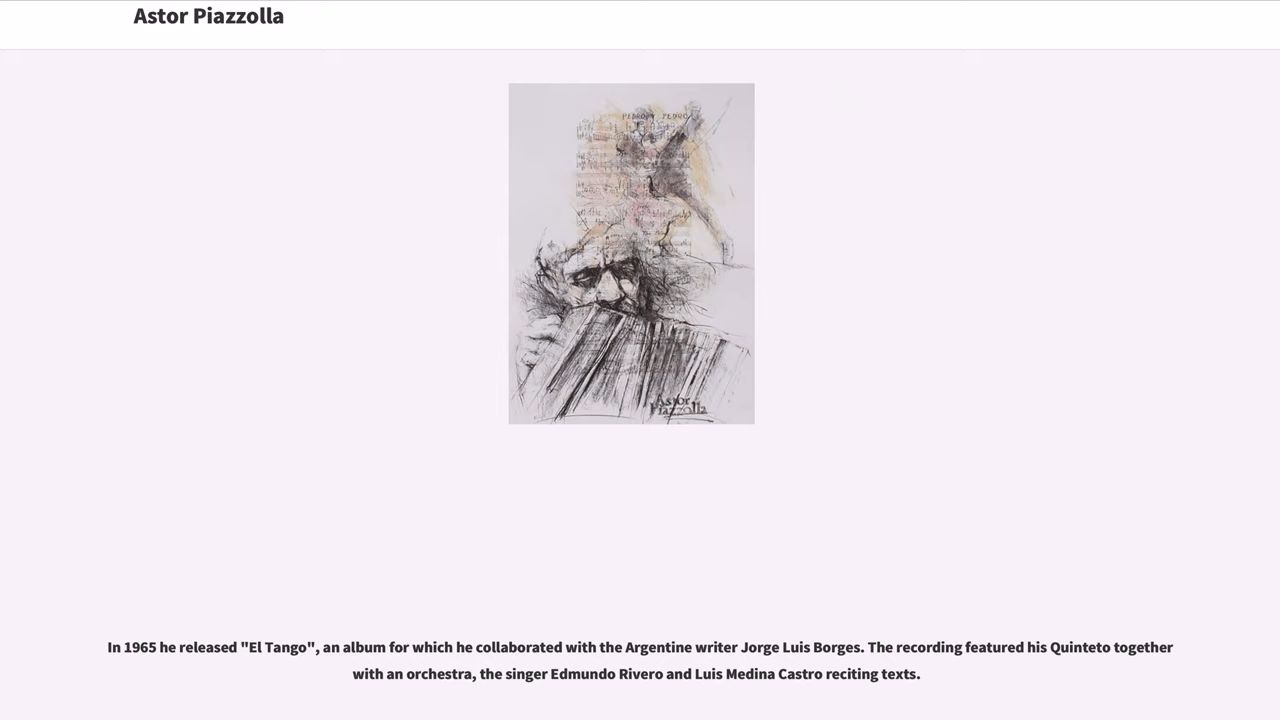 Astor Piazzolla
PEDRO Y PEDRO
Astor
Piazzolla
In 1965 he released "El Tango", an album for which he collaborated with the Argentine writer Jorge Luis Borges. The recording featured his Quinteto together
with an orchestra, the singer Edmundo Rivero and Luis Medina Castro reciting texts.